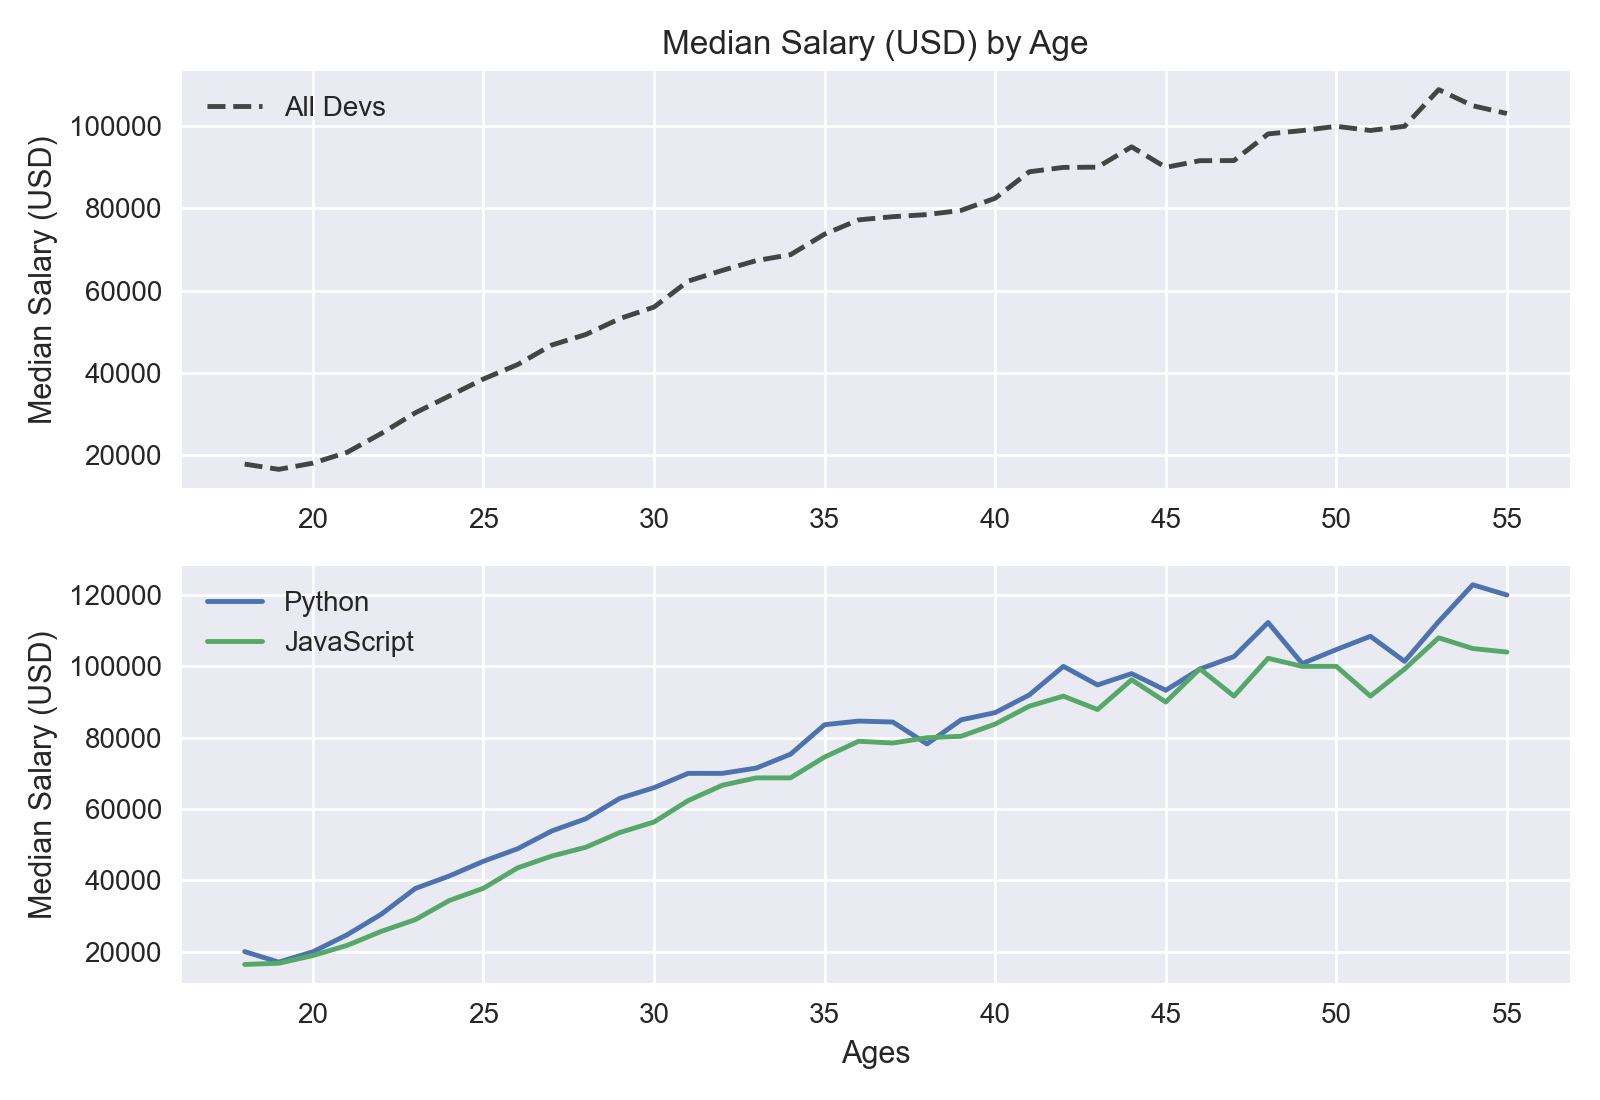 Median Salary (USD) by Age
All Devs
Median Salary (USD)
100000
80000
60000
40000
20000
20 25 30 35 40 45 50 55
Python
JavaScript
Median Salary (USD)
120000
100000
80000
60000
40000
20000
20 25 30 35 40 45 50 55
Ages